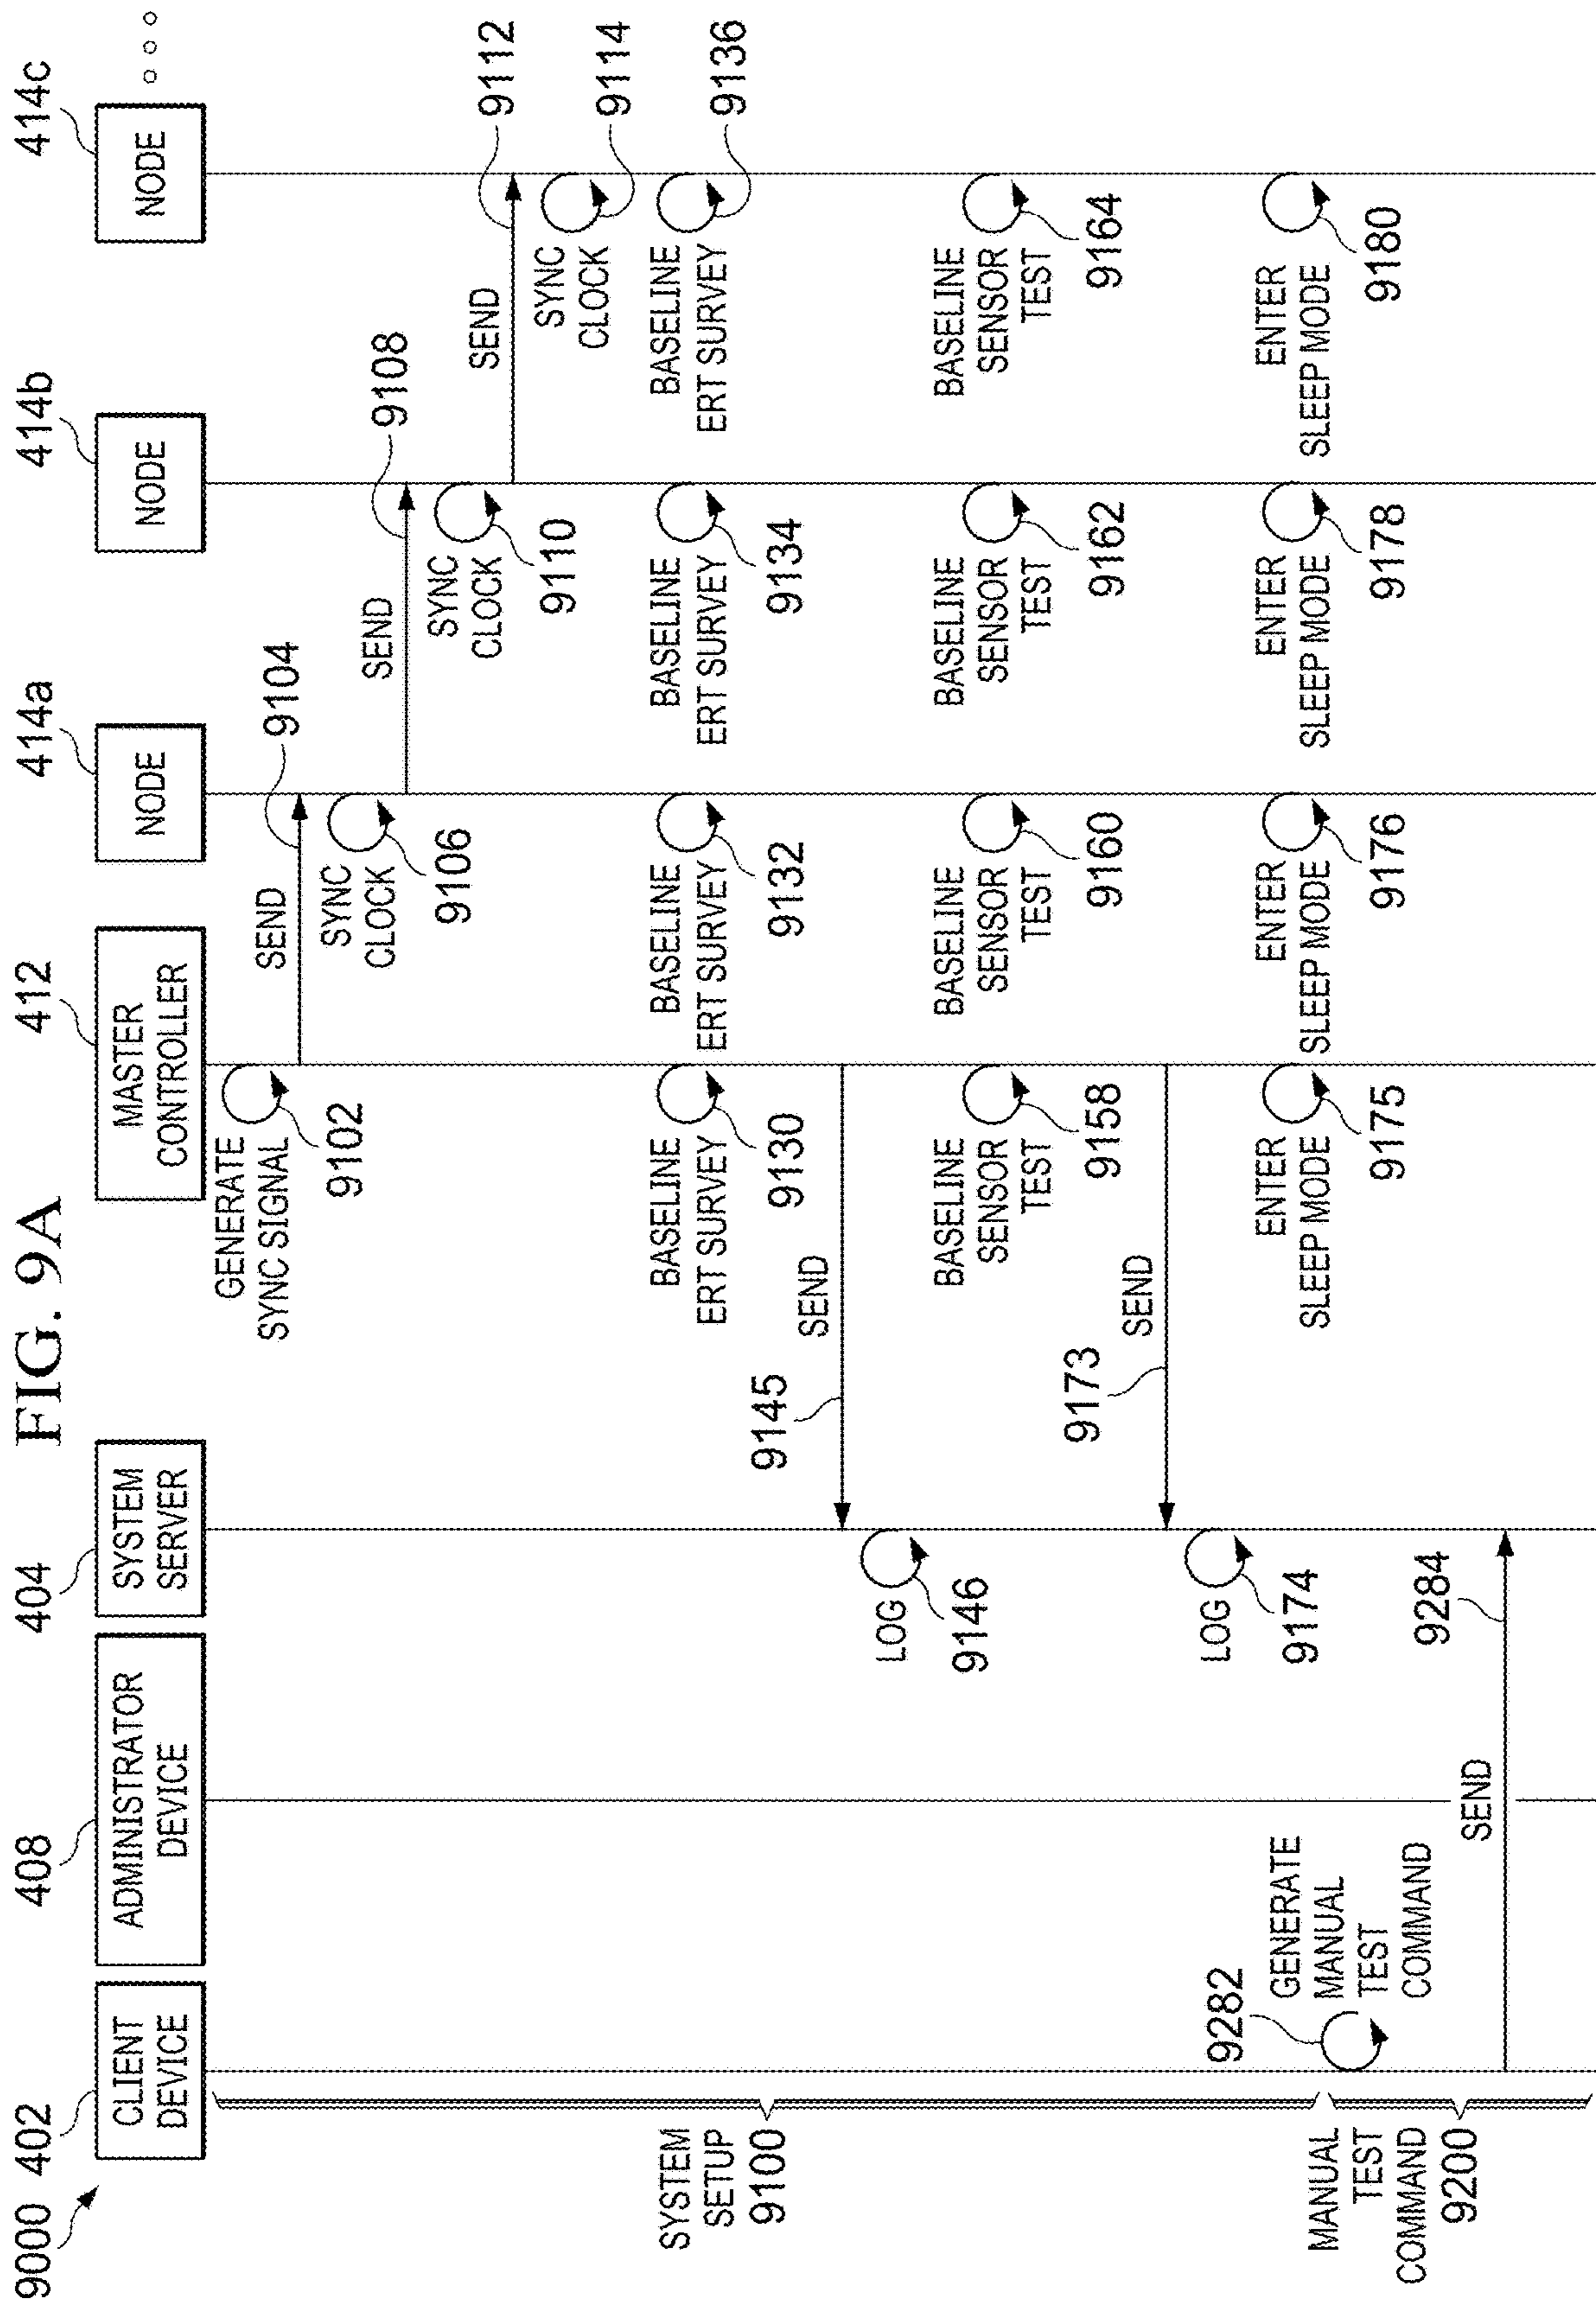 FIG. 9A
9000
402
CLIENT
DEVICE
408
ADMINISTRATOR
DEVICE
404
SYSTEM
SERVER
412
MASTER
CONTROLLER
414a
NODE
414b
NODE
414c
NODE
GENERATE
SYNC SIGNAL
9102
SEND
9104
SYNC
CLOCK
9106
SEND
9108
SYNC
CLOCK
9110
SEND
9112
SYNC
CLOCK
9114
SYSTEM
SETUP
9100
BASELINE
ERT SURVEY
9130
BASELINE
ERT SURVEY
9132
BASELINE
ERT SURVEY
9134
BASELINE
ERT SURVEY
9136
9145
SEND
LOG
9146
BASELINE
SENSOR
TEST
9158
BASELINE
SENSOR
TEST
9160
BASELINE
SENSOR
TEST
9162
BASELINE
SENSOR
TEST
9164
9173
SEND
LOG
9174
ENTER
SLEEP MODE
9175
ENTER
SLEEP MODE
9176
ENTER
SLEEP MODE
9178
ENTER
SLEEP MODE
9180
MANUAL
TEST
COMMAND
9200
9282
GENERATE
MANUAL
TEST
COMMAND
SEND
9284